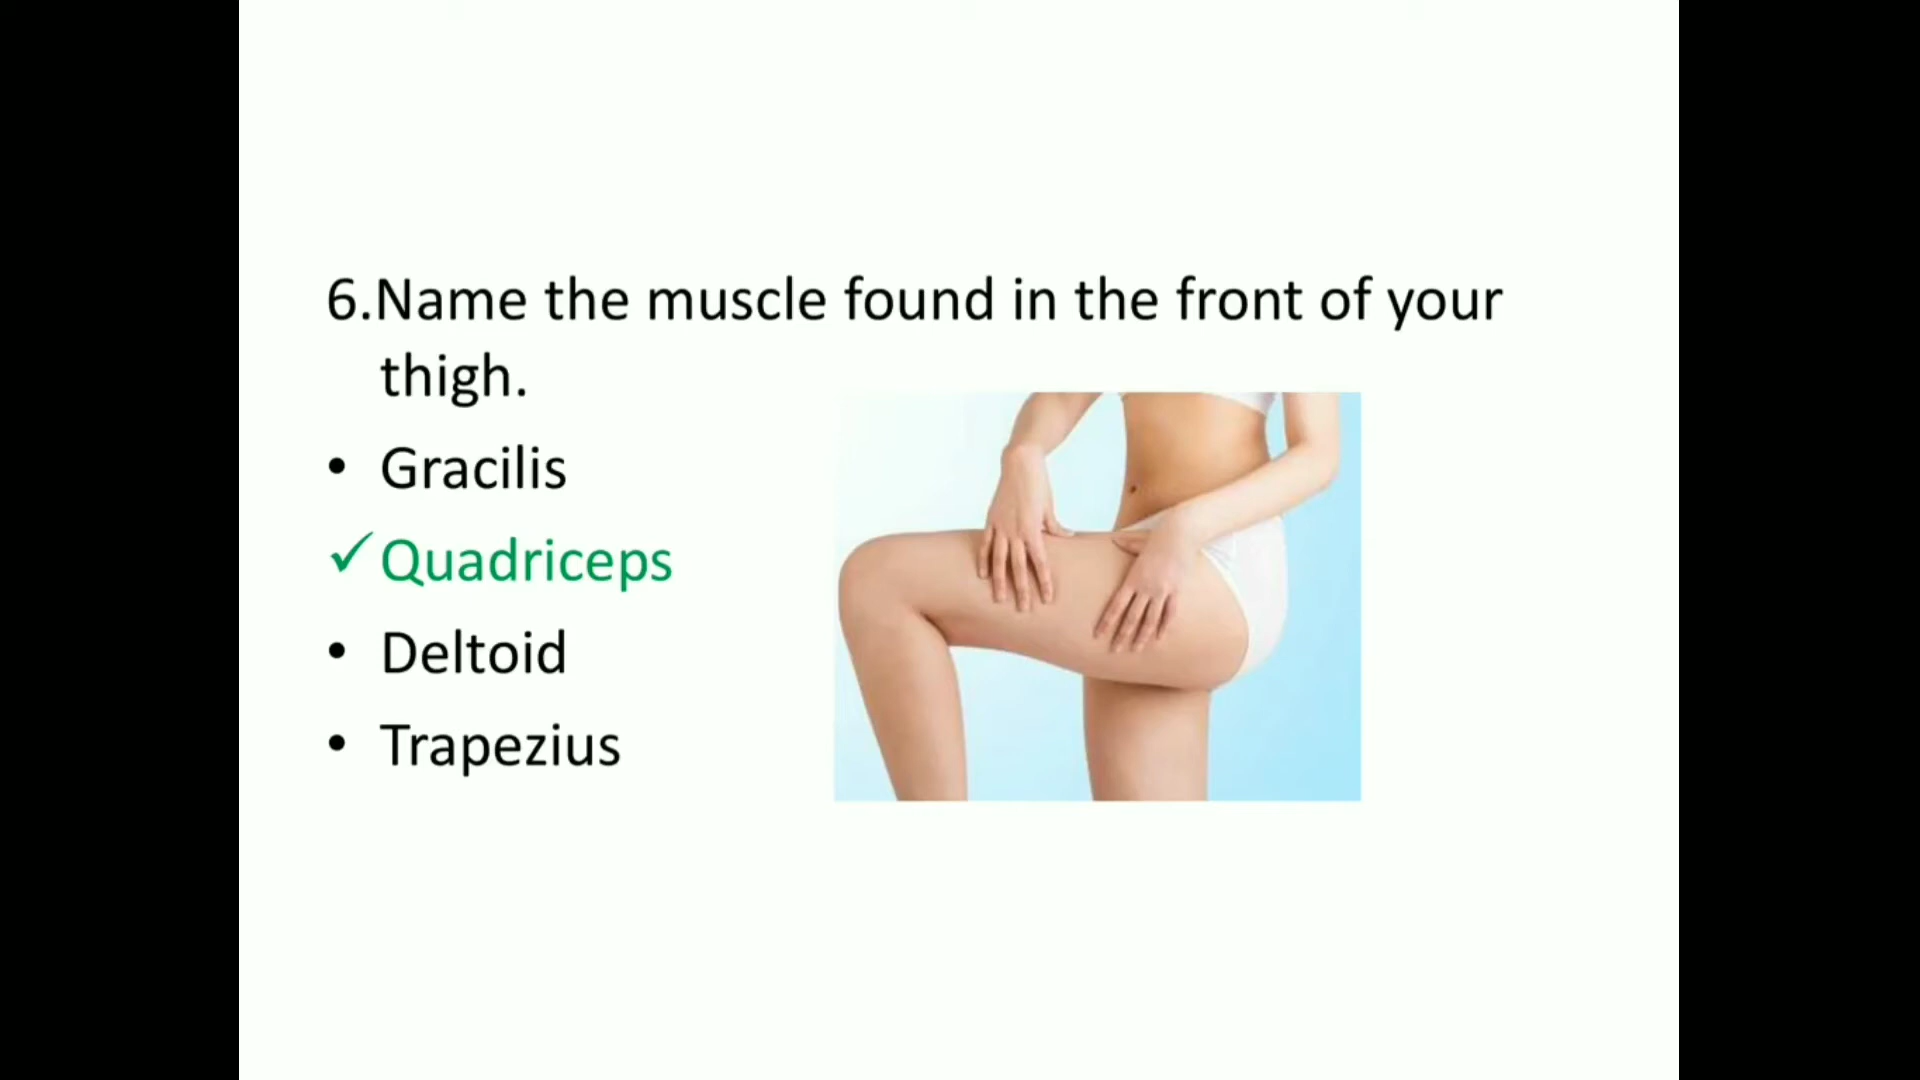 6.Name the muscle found in the front of your
thigh.
• Gracilis
✓Quadriceps
• Deltoid
• Trapezius